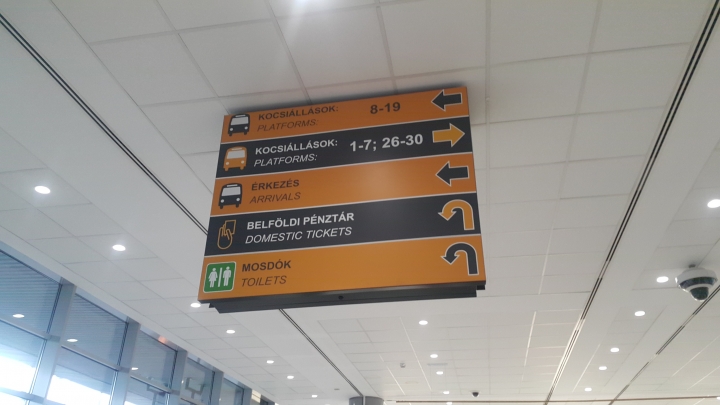 KOCSIÁLLÁSOK: 8-19
PLATFORMS:
KOCSIÁLLÁSOK: 1-7; 26-30
PLATFORMS:
ÉRKEZÉS
ARRIVALS
BELFÖLDI PÉNZTÁR
DOMESTIC TICKETS
MOSDÓK
TOILETS